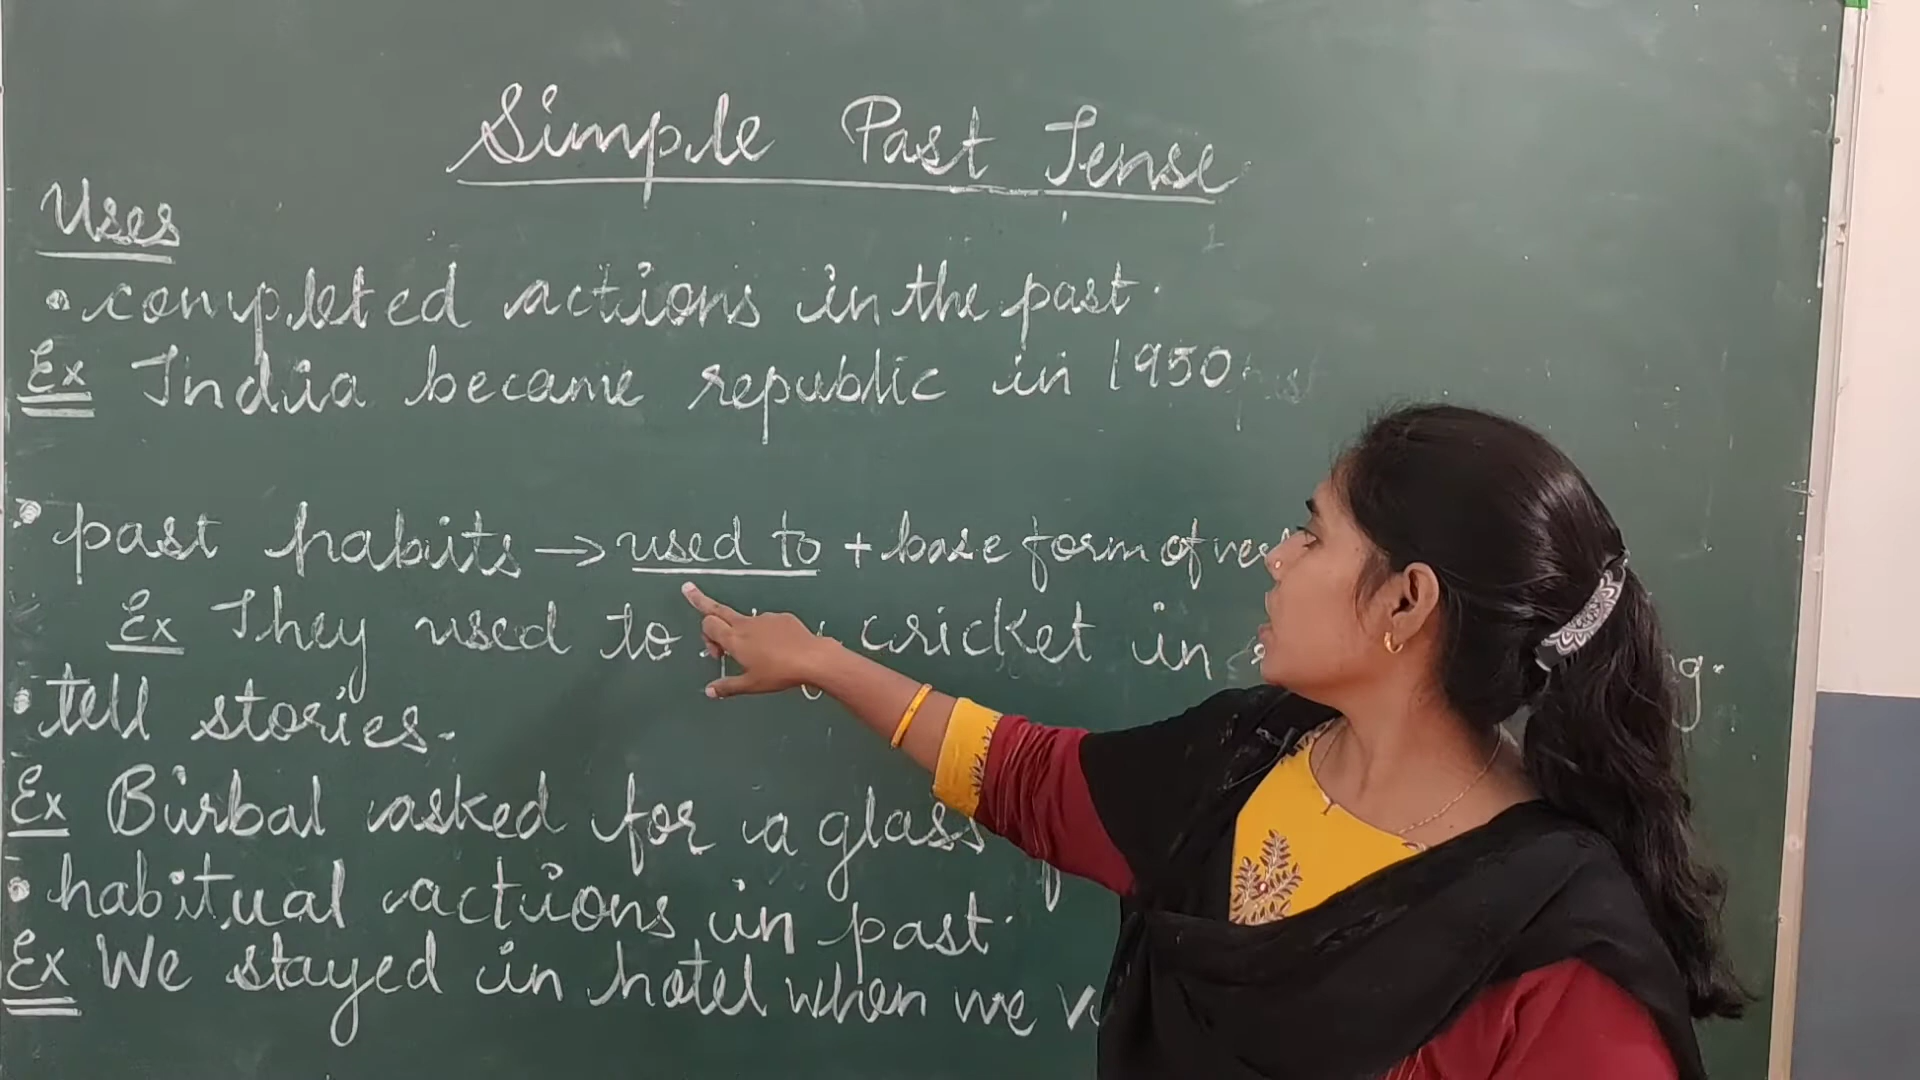 Simple Past Tense
Uses
• completed actions in the past.
Ex India became republic in 1950
• past habits → used to + base form of
Ex They used to cricket in
• tell stories.
Ex Birbal asked for a glass
• habitual actions in past.
Ex We stayed in hotel when we